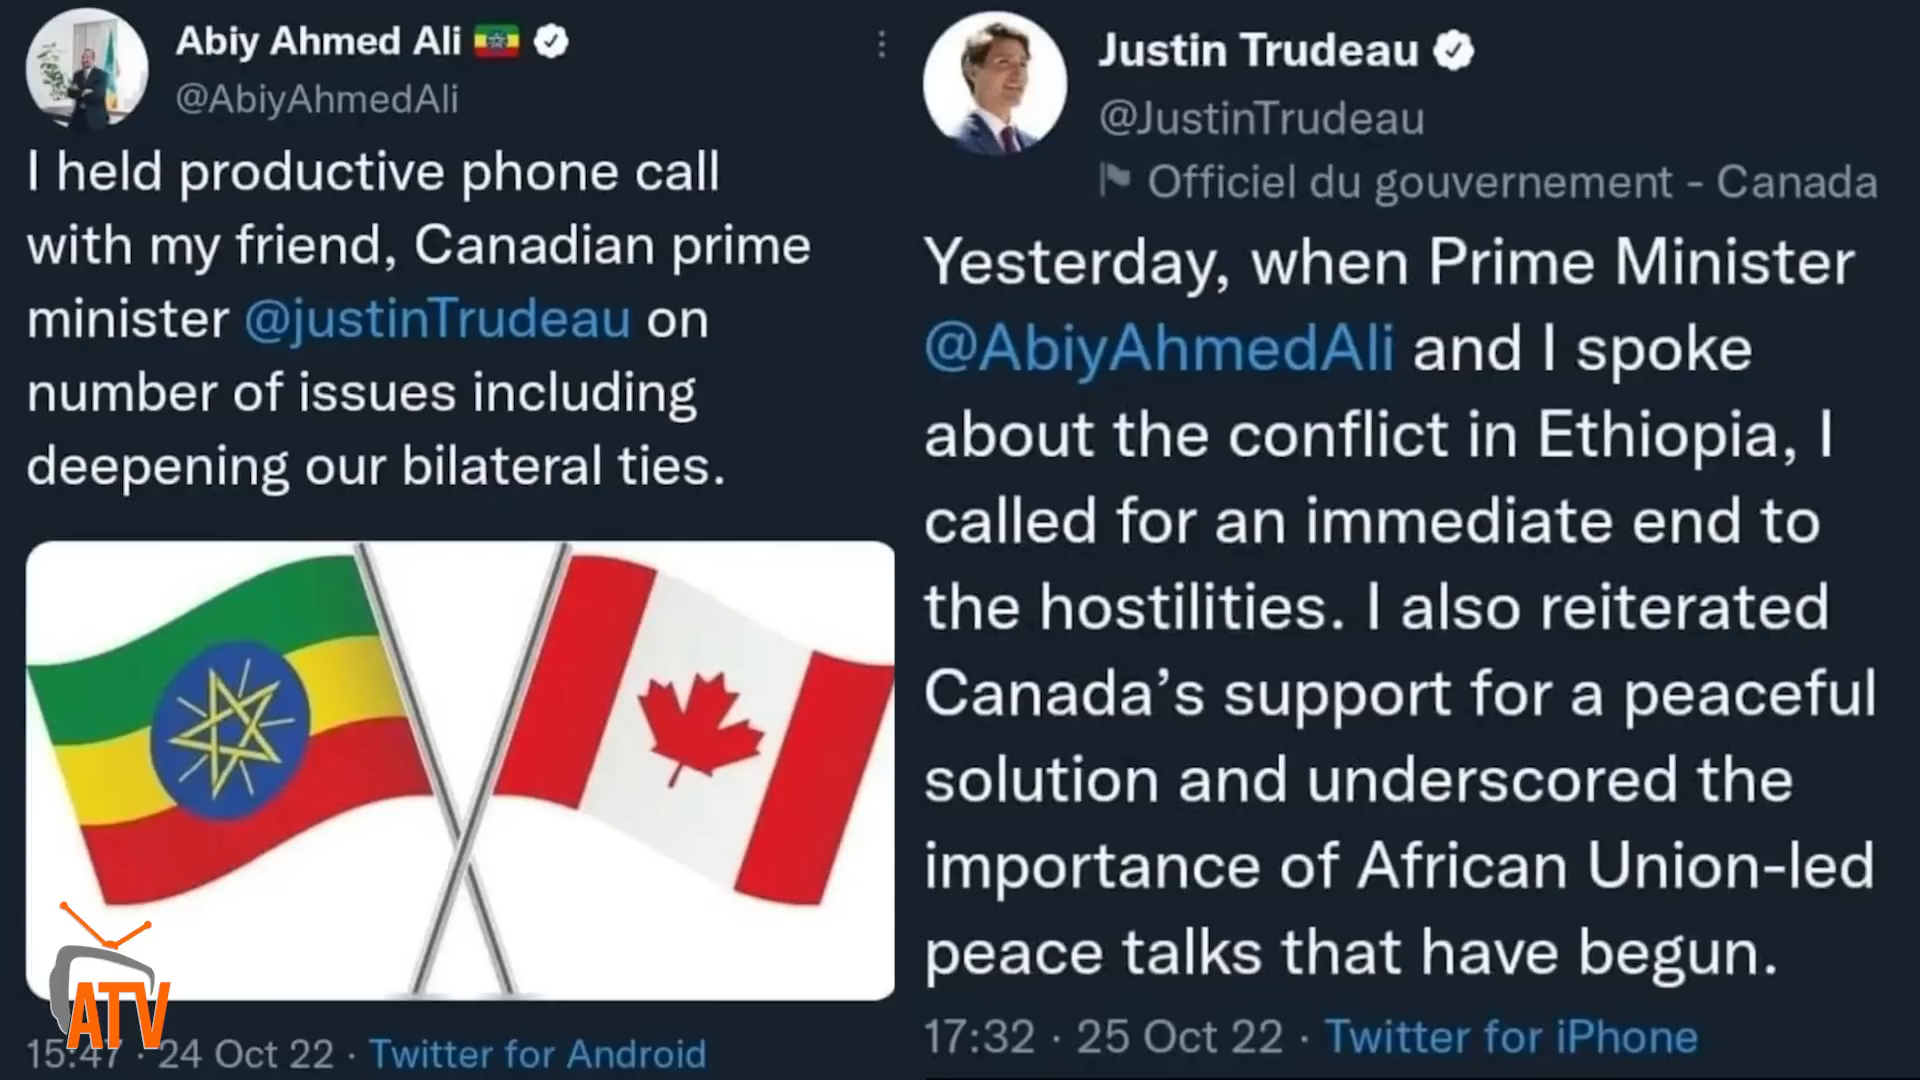 Abiy Ahmed Ali
@AbiyAhmedAli
I held productive phone call
with my friend, Canadian prime
minister @justinTrudeau on
number of issues including
deepening our bilateral ties.
ATV
15:47 · 24 Oct 22 · Twitter for Android
Justin Trudeau
@JustinTrudeau
Officiel du gouvernement - Canada
Yesterday, when Prime Minister
@AbiyAhmedAli and I spoke
about the conflict in Ethiopia, I
called for an immediate end to
the hostilities. I also reiterated
Canada’s support for a peaceful
solution and underscored the
importance of African Union-led
peace talks that have begun.
17:32 · 25 Oct 22 · Twitter for iPhone